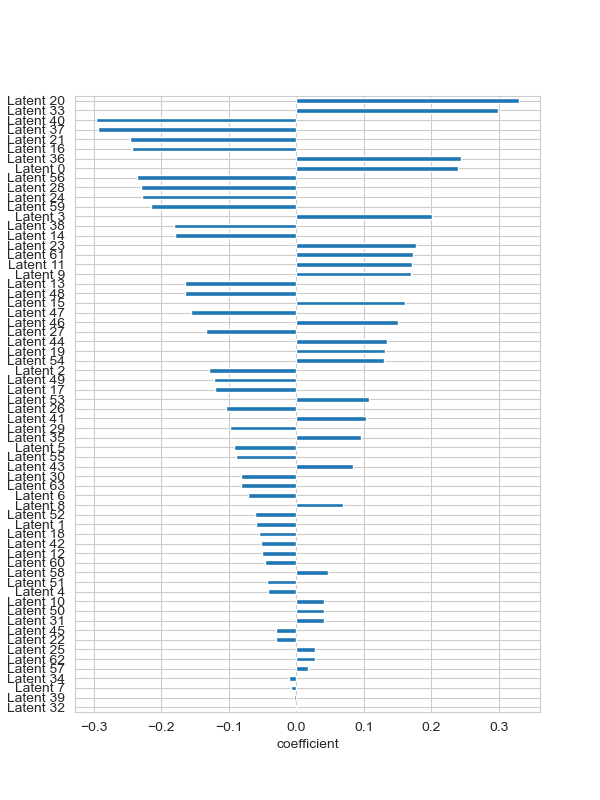 Latent 20
Latent 33
Latent 40
Latent 37
Latent 21
Latent 16
Latent 36
Latent 0
Latent 56
Latent 28
Latent 24
Latent 59
Latent 3
Latent 38
Latent 14
Latent 23
Latent 61
Latent 11
Latent 9
Latent 13
Latent 48
Latent 15
Latent 47
Latent 46
Latent 27
Latent 44
Latent 19
Latent 54
Latent 2
Latent 49
Latent 17
Latent 53
Latent 26
Latent 41
Latent 29
Latent 35
Latent 5
Latent 55
Latent 43
Latent 30
Latent 63
Latent 6
Latent 8
Latent 52
Latent 1
Latent 18
Latent 42
Latent 12
Latent 60
Latent 58
Latent 51
Latent 4
Latent 10
Latent 50
Latent 31
Latent 45
Latent 22
Latent 25
Latent 62
Latent 57
Latent 34
Latent 7
Latent 39
Latent 32
−0.3 −0.2 −0.1 0.0 0.1 0.2 0.3
coefficient